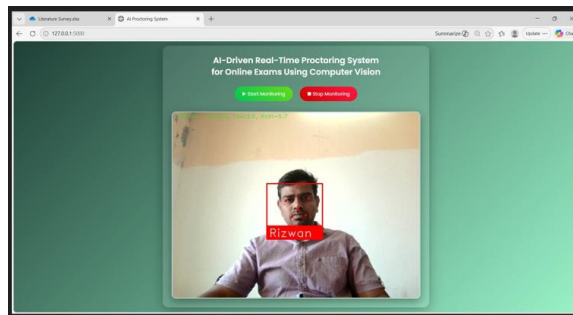 Literature Survey.xlsx
AI Proctoring System
127.0.0.1:5000
Summarize
Update
AI-Driven Real-Time Proctoring System
for Online Exams Using Computer Vision
Start Monitoring
Stop Monitoring
Rizwan